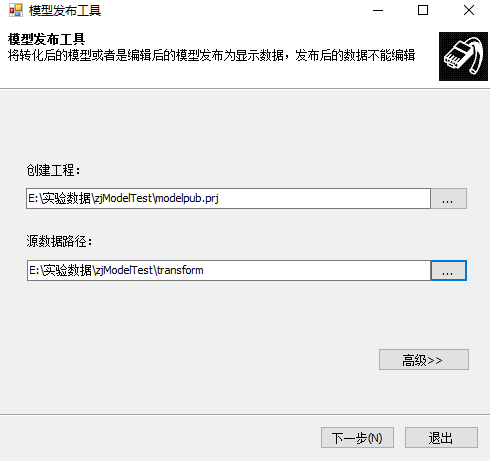 模型发布工具
模型发布工具
将转化后的模型或者是编辑后的模型发布为显示数据，发布后的数据不能编辑
创建工程：
E:\实验数据\zjModelTest\modelpub.prj
...
源数据路径：
E:\实验数据\zjModelTest\transform
...
高级>>
下一步(N)
退出